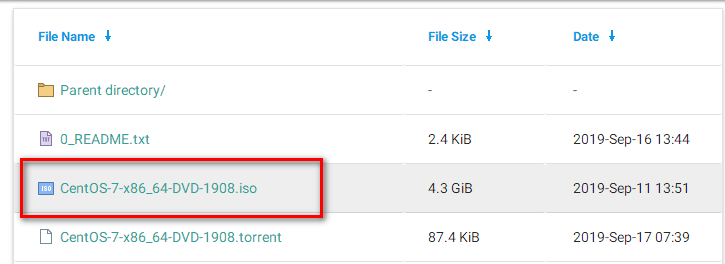 File Name ↓ File Size ↓ Date ↓
Parent directory/ - -
TXT 0_README.txt 2.4 KiB 2019-Sep-16 13:44
ISO CentOS-7-x86_64-DVD-1908.iso 4.3 GiB 2019-Sep-11 13:51
CentOS-7-x86_64-DVD-1908.torrent 87.4 KiB 2019-Sep-17 07:39